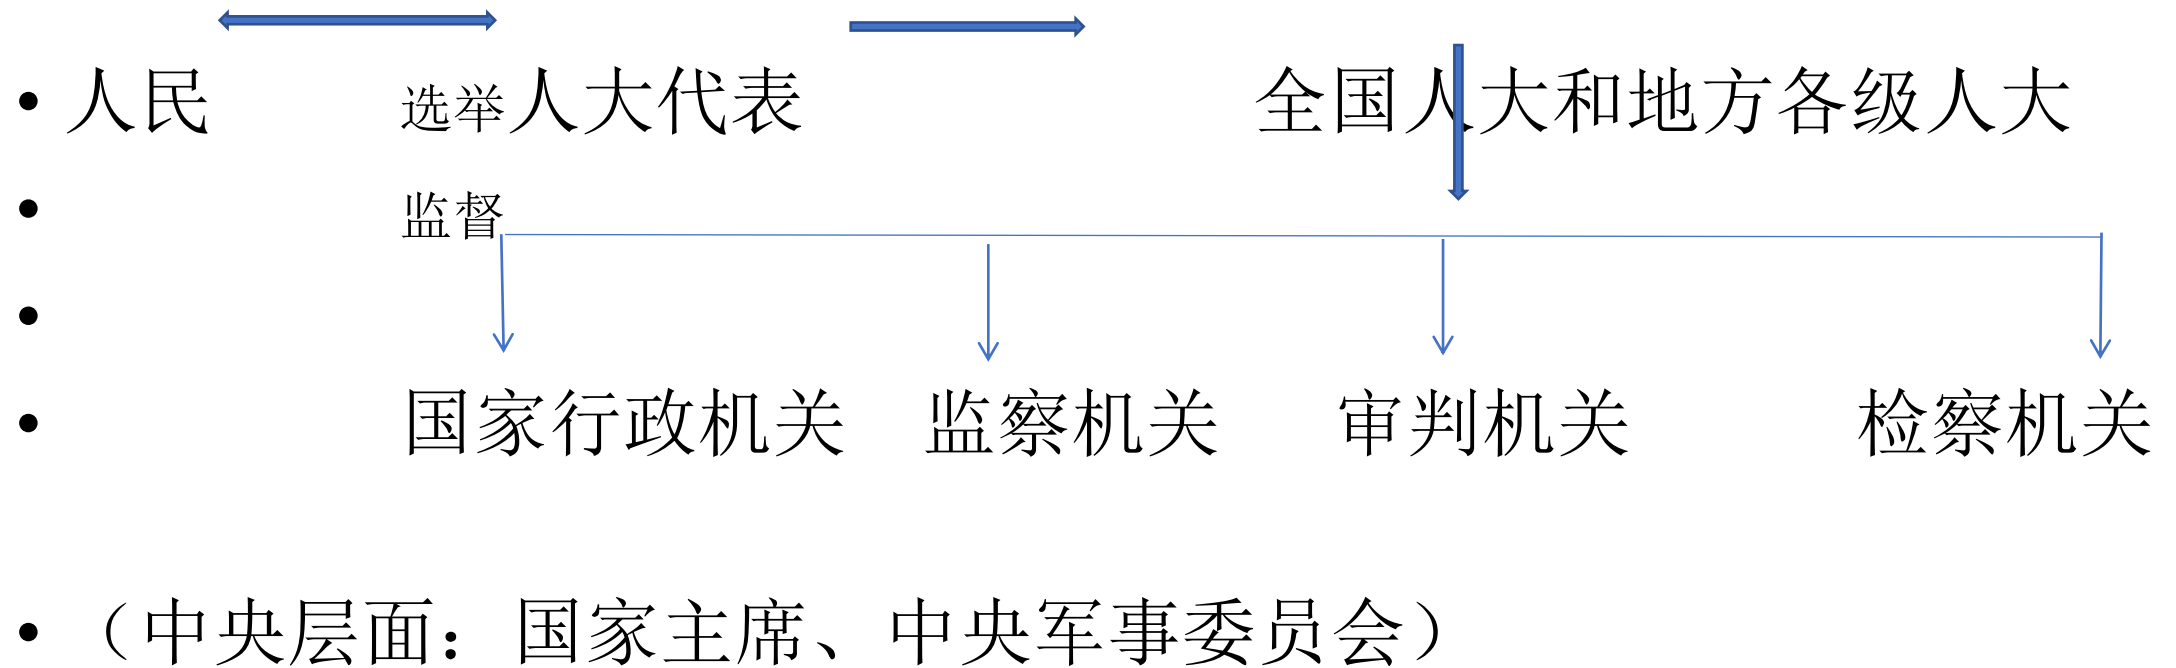 • 人民 选举人大代表 全国人大和地方各级人大
• 监督
•
• 国家行政机关 监察机关 审判机关 检察机关
• （中央层面：国家主席、中央军事委员会）